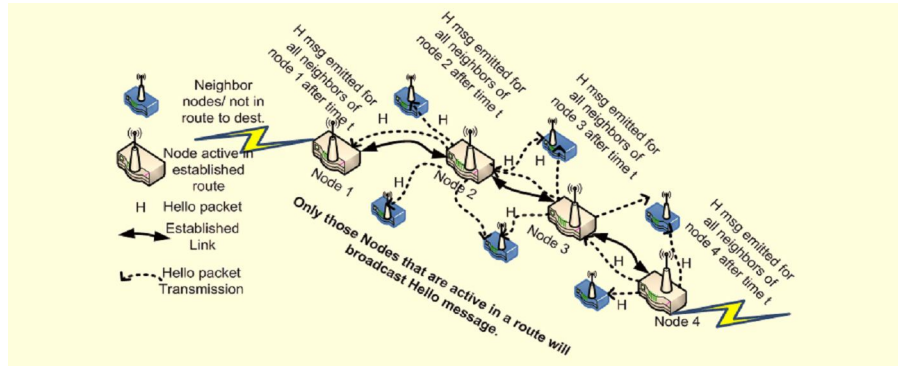 Neighbor
nodes/ not in
route to dest.
Node active in
established
route
H Hello packet
Established
Link
Hello packet
Transmission
H msg emitted for
all neighbors of
node 1 after time t
H msg emitted for
all neighbors of
node 2 after time t
H msg emitted for
all neighbors of
node 3 after time t
H msg emitted for
all neighbors of
node 4 after time t
H
H
H
H
H
H
H
H
H
H
Node 1
Node 2
Node 3
Node 4
Only those Nodes that are active in a route will
broadcast Hello message.